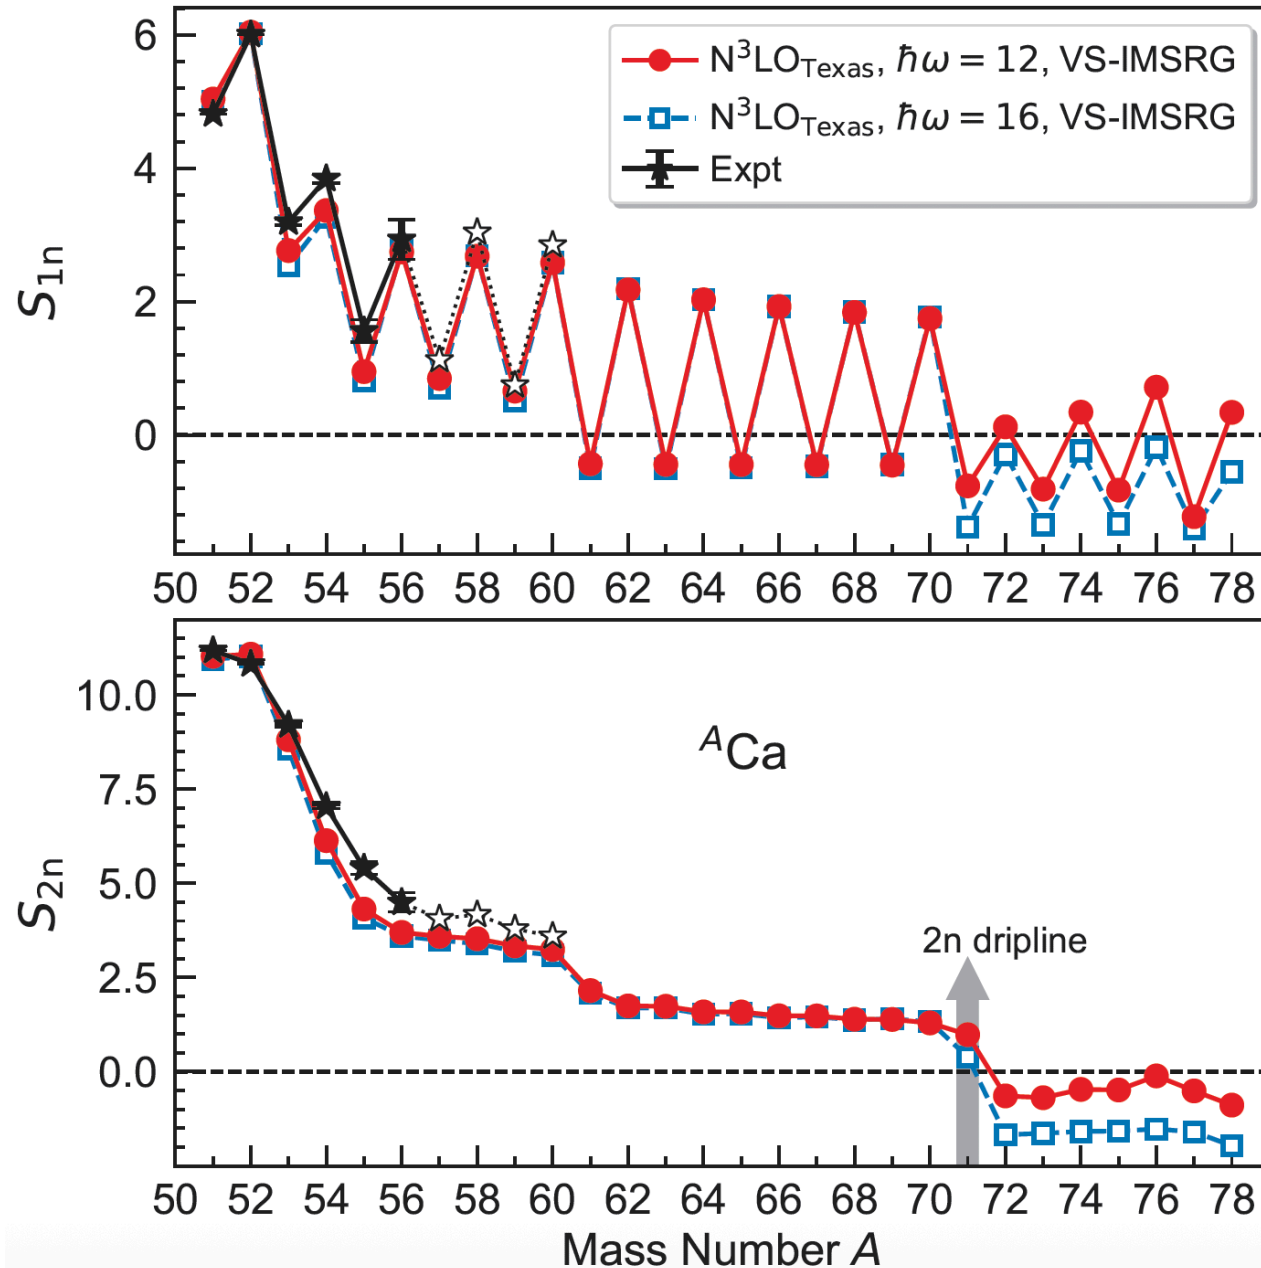 S1n
6
4
2
0
N³LOTexas, ħω = 12, VS-IMSRG
N³LOTexas, ħω = 16, VS-IMSRG
Expt
50 52 54 56 58 60 62 64 66 68 70 72 74 76 78
S2n
10.0
7.5
5.0
2.5
0.0
ᴬCa
2n dripline
50 52 54 56 58 60 62 64 66 68 70 72 74 76 78
Mass Number A